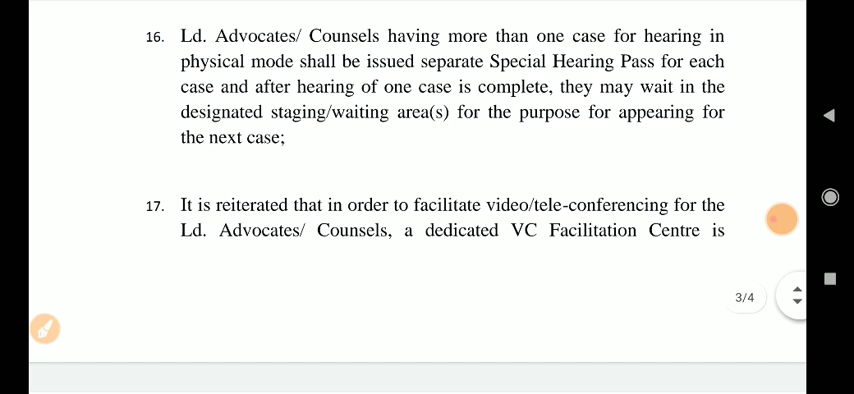 16. Ld. Advocates/ Counsels having more than one case for hearing in
physical mode shall be issued separate Special Hearing Pass for each
case and after hearing of one case is complete, they may wait in the
designated staging/waiting area(s) for the purpose for appearing for
the next case;
17. It is reiterated that in order to facilitate video/tele-conferencing for the
Ld. Advocates/ Counsels, a dedicated VC Facilitation Centre is
3/4